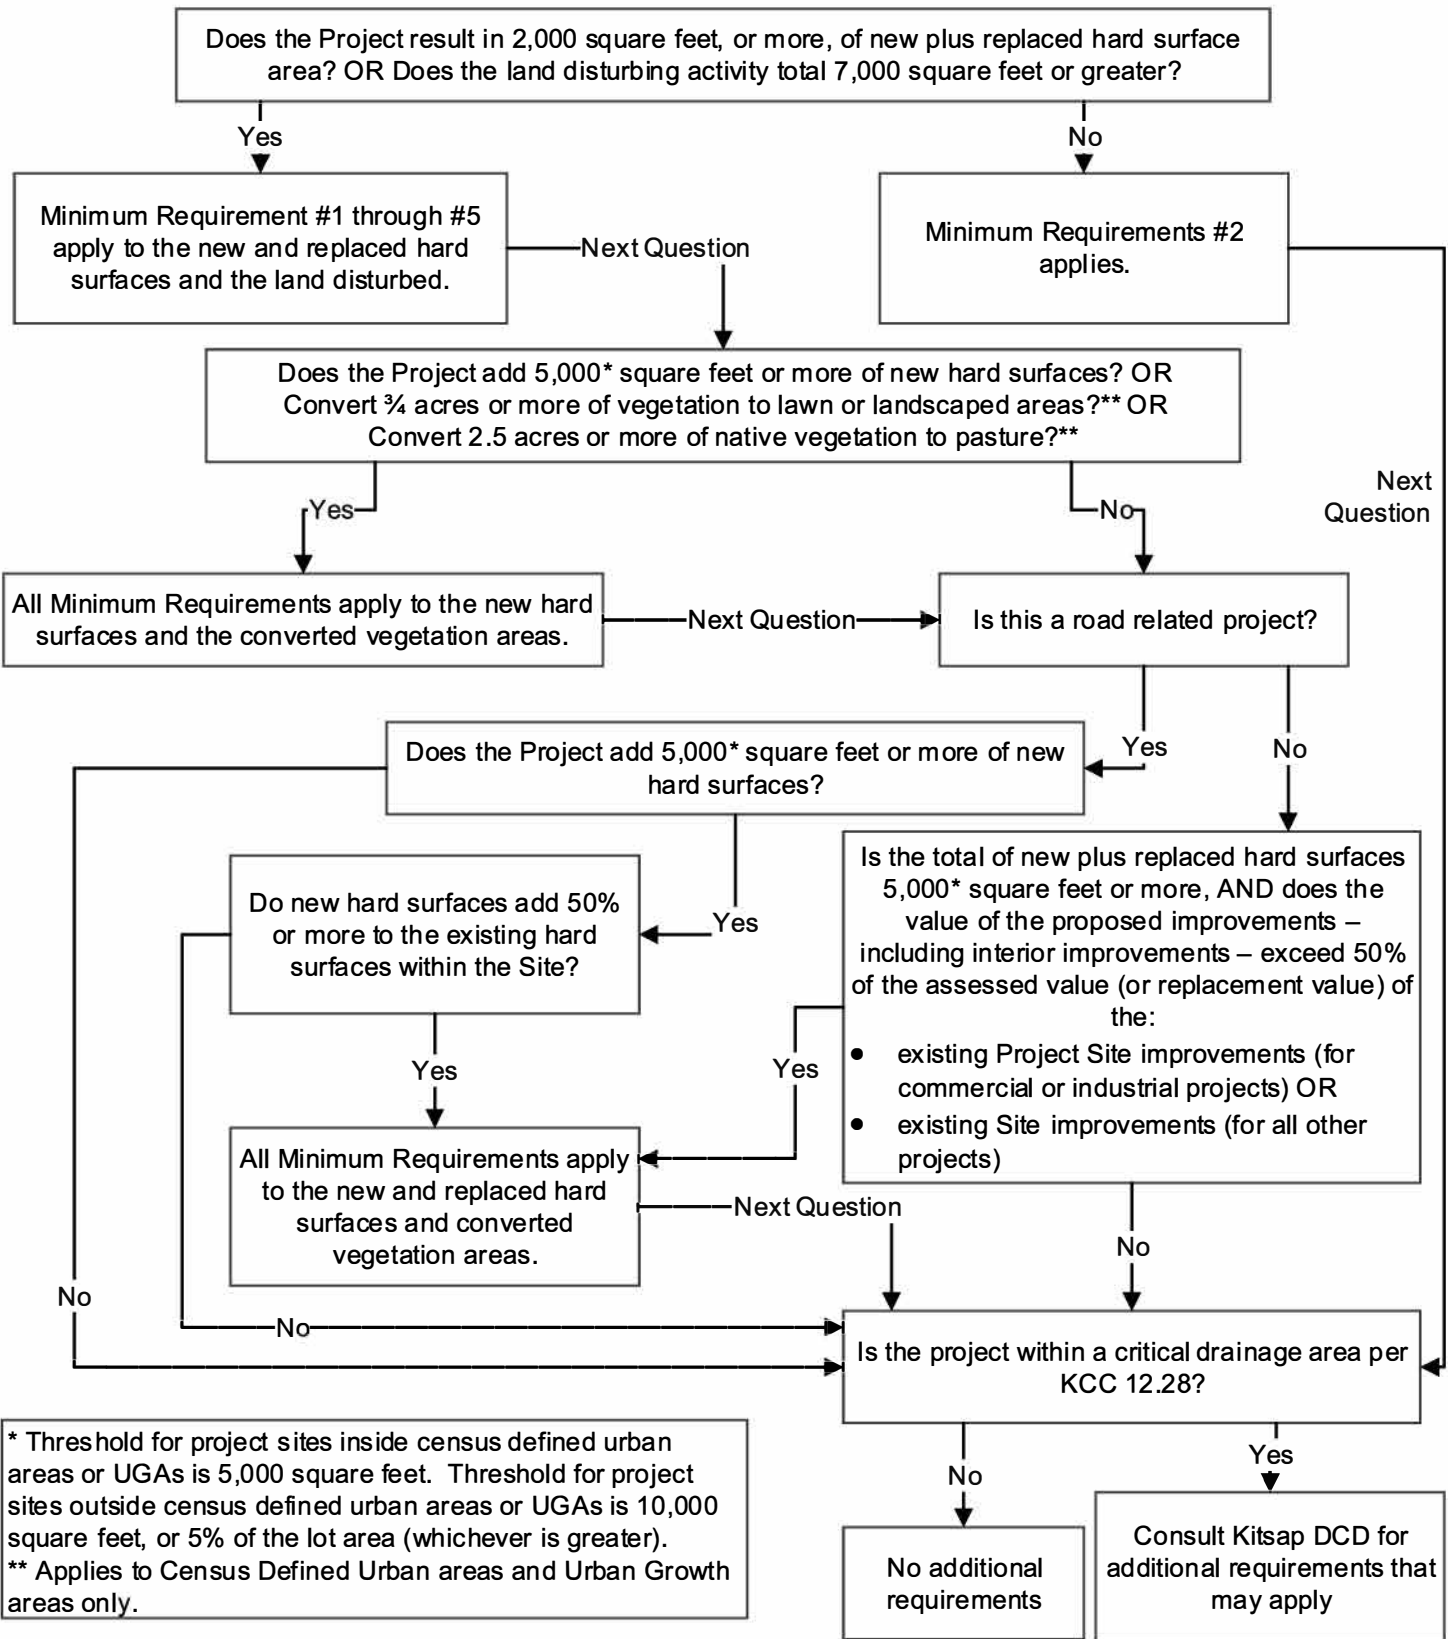 Does the Project result in 2,000 square feet, or more, of new plus replaced hard surface
area? OR Does the land disturbing activity total 7,000 square feet or greater?
Yes
No
Minimum Requirement #1 through #5
apply to the new and replaced hard
surfaces and the land disturbed.
Next Question
Minimum Requirements #2
applies.
Does the Project add 5,000* square feet or more of new hard surfaces? OR
Convert ¾ acres or more of vegetation to lawn or landscaped areas?** OR
Convert 2.5 acres or more of native vegetation to pasture?**
Next
Question
Yes
No
All Minimum Requirements apply to the new hard
surfaces and the converted vegetation areas.
Next Question
Is this a road related project?
Yes
No
Does the Project add 5,000* square feet or more of new
hard surfaces?
Yes
Do new hard surfaces add 50%
or more to the existing hard
surfaces within the Site?
Yes
Is the total of new plus replaced hard surfaces
5,000* square feet or more, AND does the
value of the proposed improvements –
including interior improvements – exceed 50%
of the assessed value (or replacement value) of
the:
• existing Project Site improvements (for
commercial or industrial projects) OR
• existing Site improvements (for all other
projects)
Yes
All Minimum Requirements apply
to the new and replaced hard
surfaces and converted
vegetation areas.
Next Question
No
No
No
Is the project within a critical drainage area per
KCC 12.28?
No
Yes
No additional
requirements
Consult Kitsap DCD for
additional requirements that
may apply
* Threshold for project sites inside census defined urban
areas or UGAs is 5,000 square feet. Threshold for project
sites outside census defined urban areas or UGAs is 10,000
square feet, or 5% of the lot area (whichever is greater).
** Applies to Census Defined Urban areas and Urban Growth
areas only.